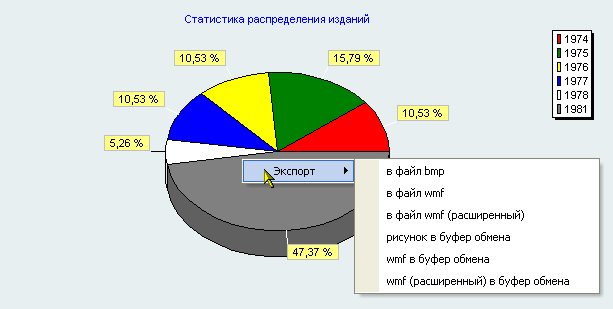 Статистика распределения изданий
10,53 %
15,79 %
10,53 %
10,53 %
5,26 %
47,37 %
1974
1975
1976
1977
1978
1981
Экспорт
в файл bmp
в файл wmf
в файл wmf (расширенный)
рисунок в буфер обмена
wmf в буфер обмена
wmf (расширенный) в буфер обмена